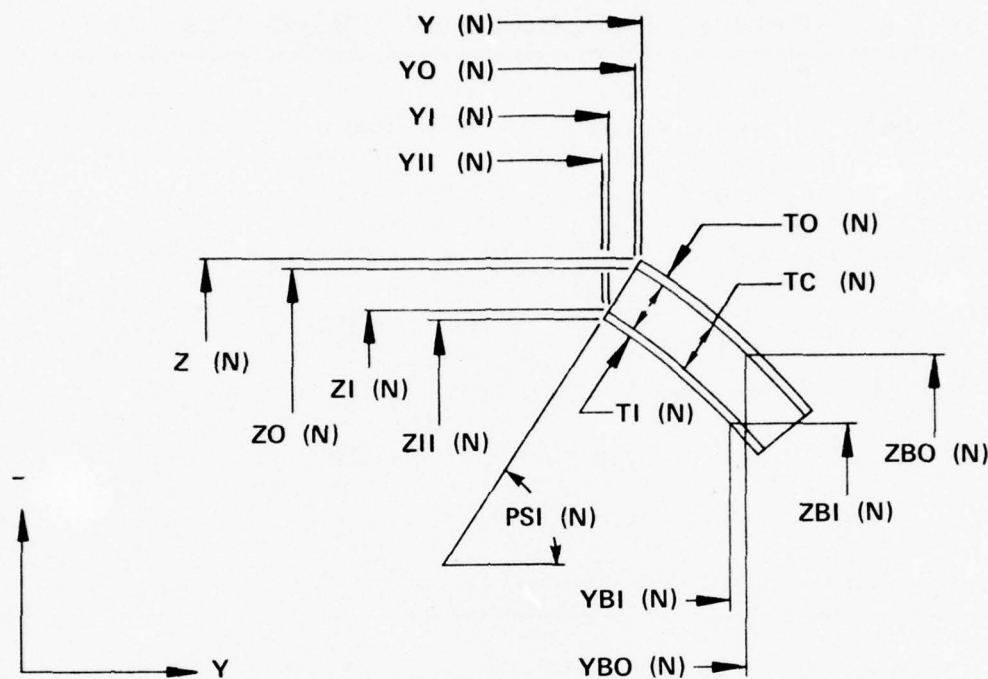 Y (N)
YO (N)
YI (N)
YII (N)
TO (N)
TC (N)
Z (N)
ZI (N)
TI (N)
ZO (N)
ZII (N)
ZBO (N)
ZBI (N)
PSI (N)
YBI (N)
YBO (N)
Y